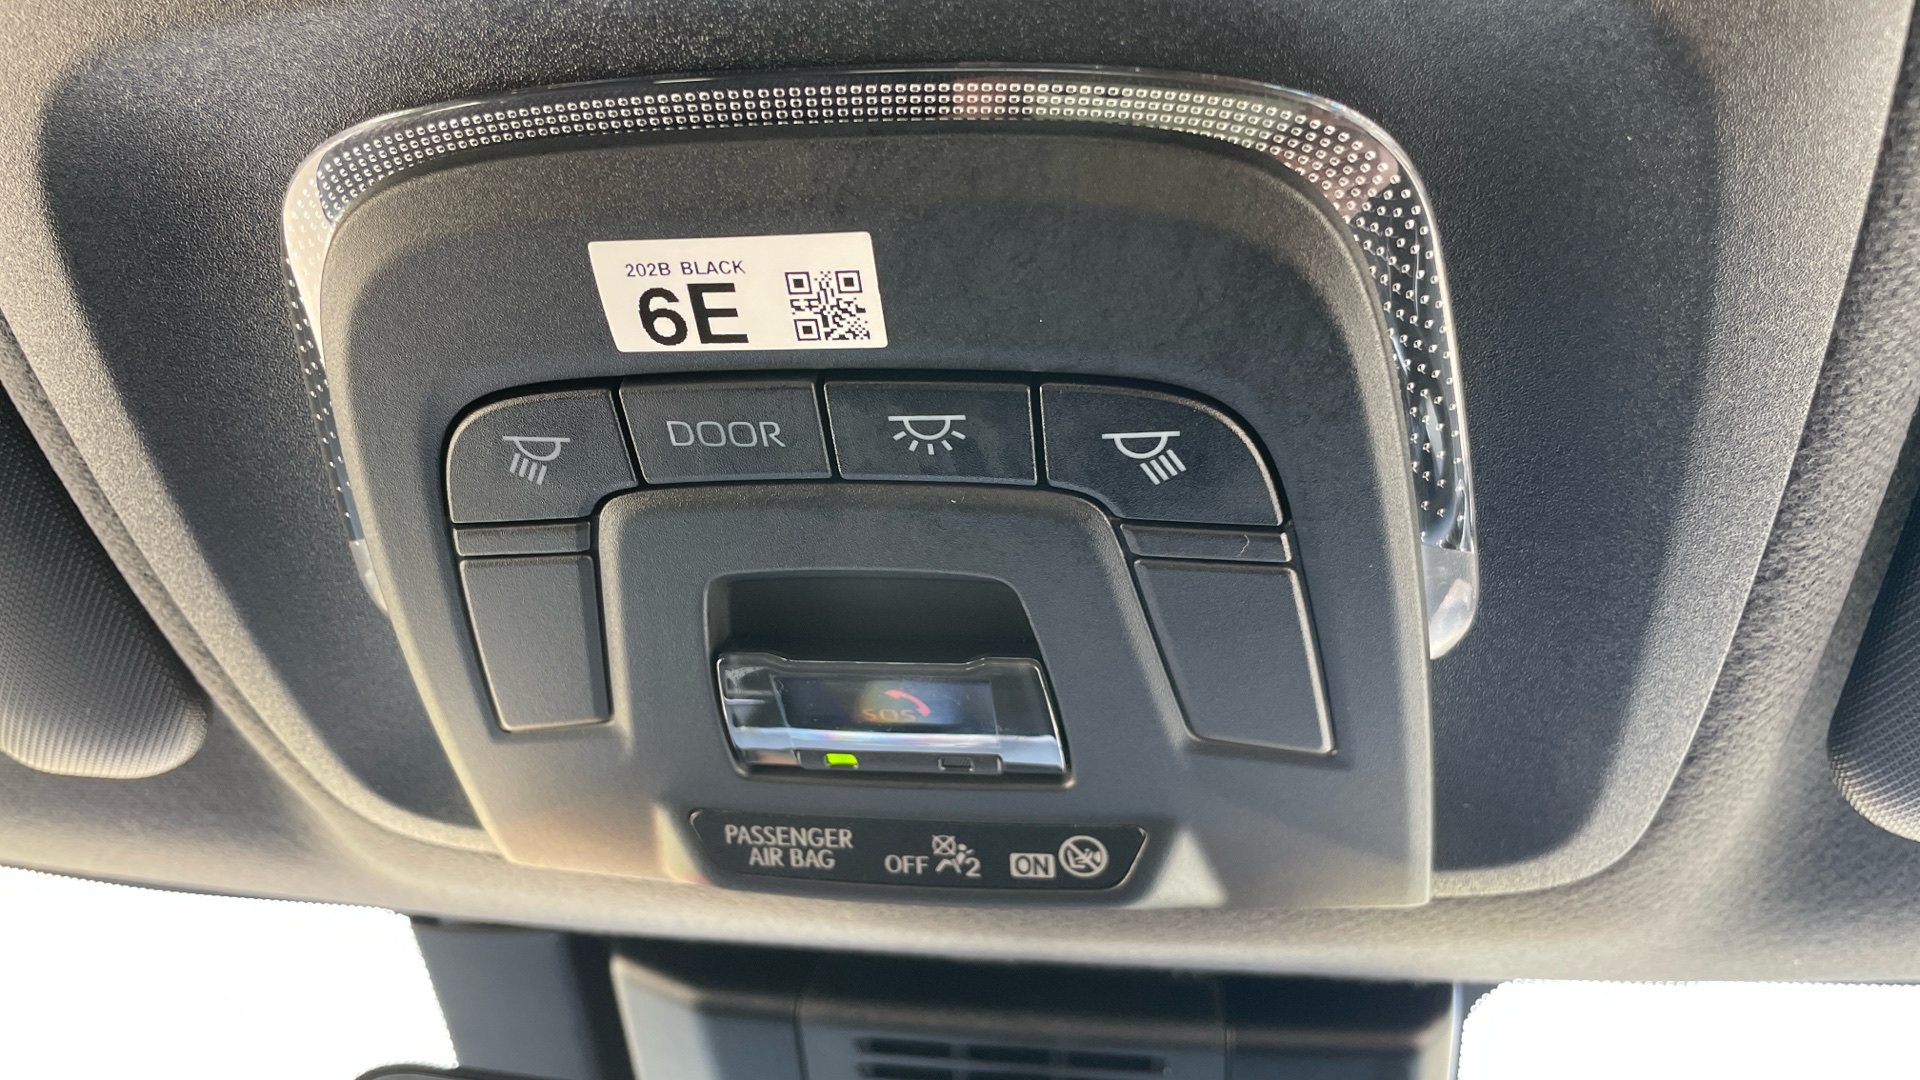 202B BLACK
6E
DOOR
SOS
PASSENGER
AIR BAG
OFF
2
ON